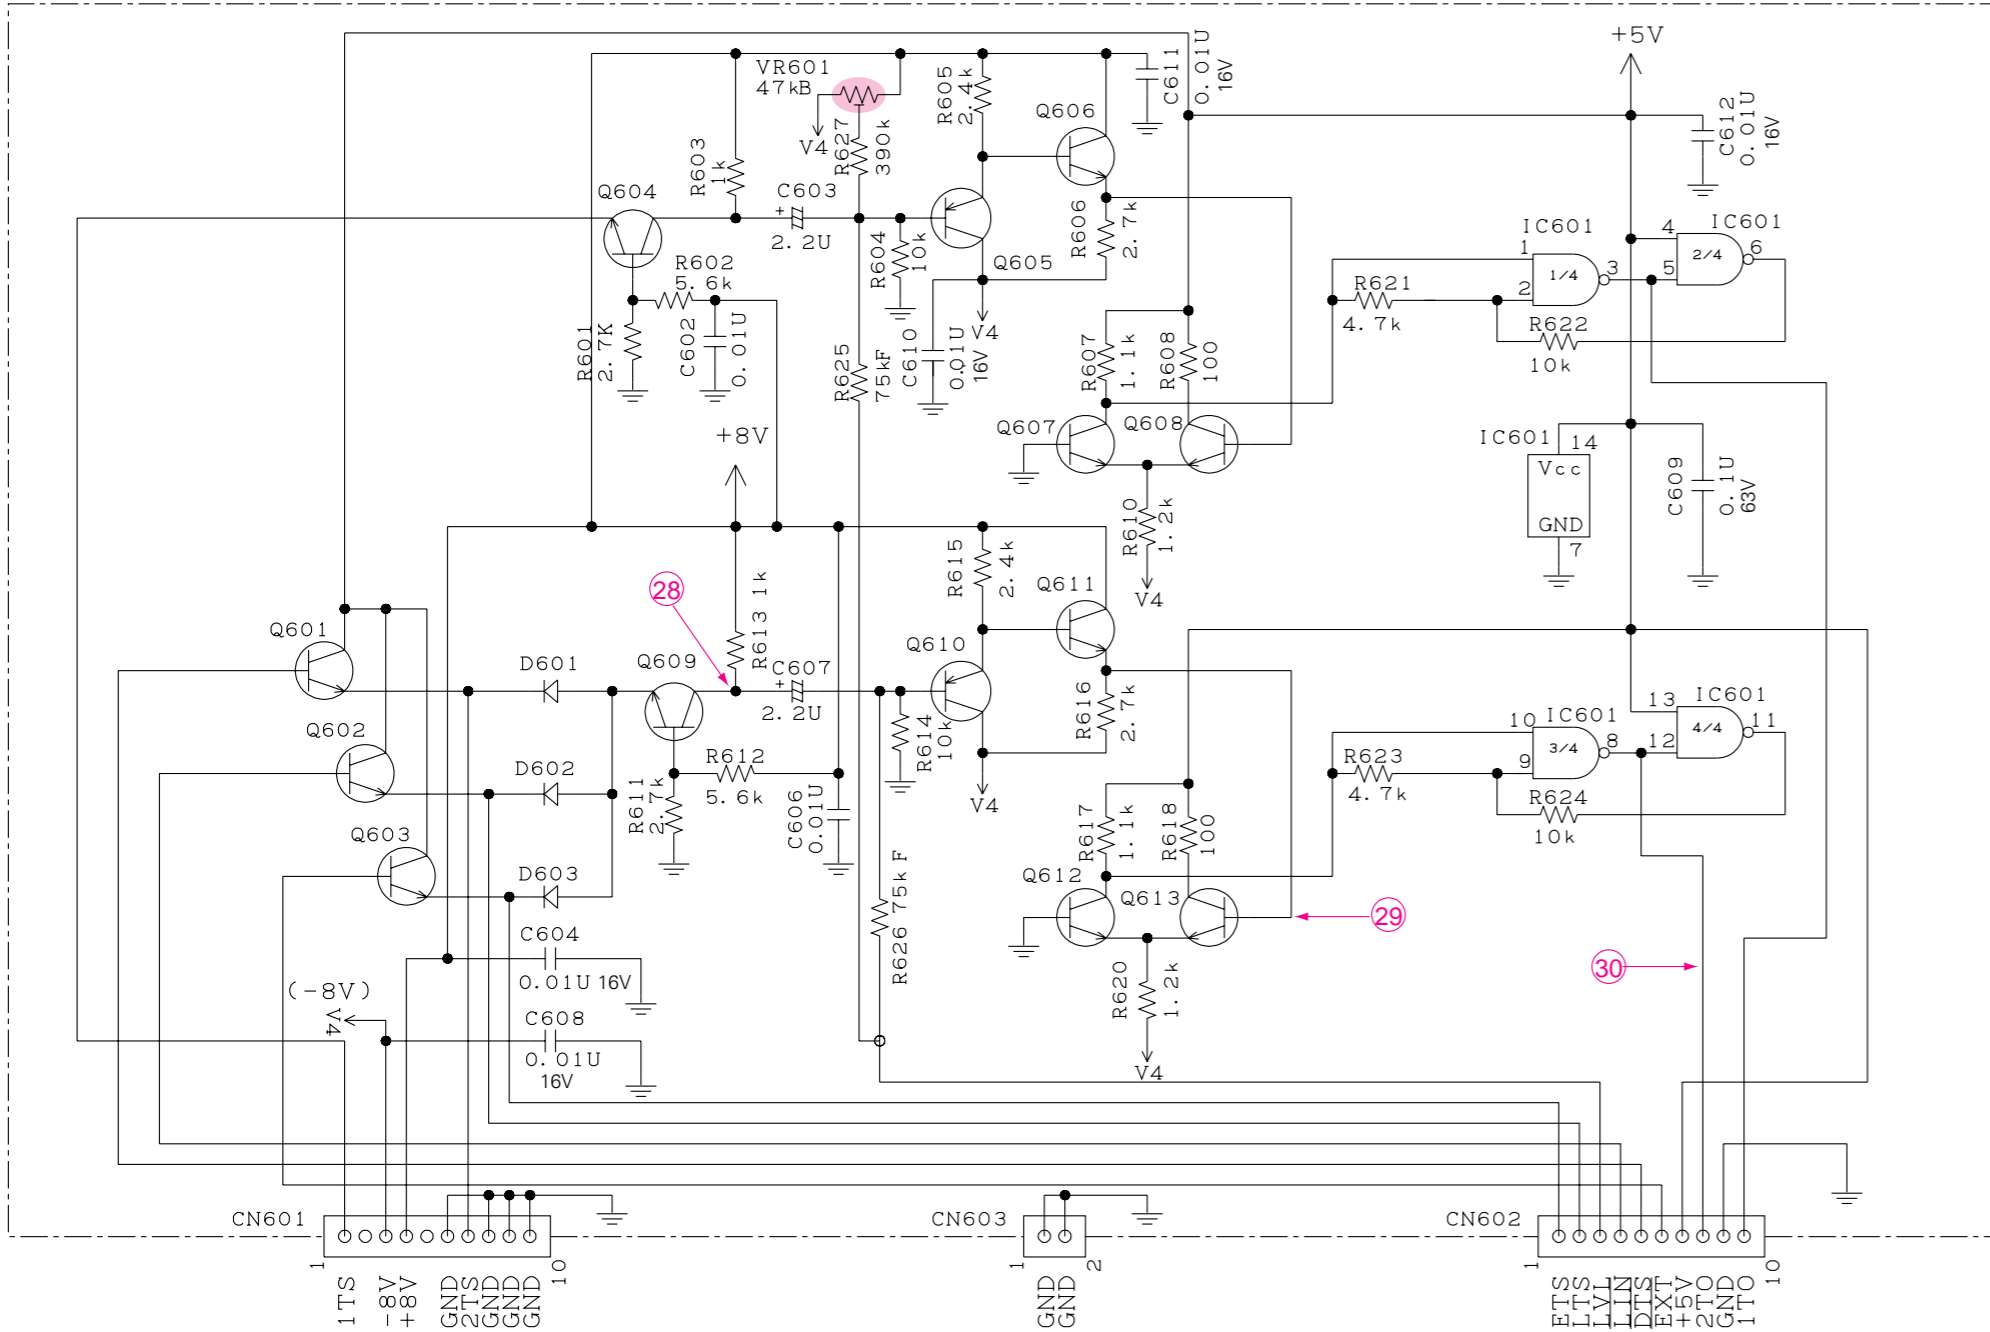 +5V
VR601
47kB
R605
2.4k
C611
0.01U
16V
C612
0.01U
16V
Q606
R603
1k
V4
R627
390k
Q604
C603
+
2.2U
R604
10k
R606
2.7k
Q605
R602
5.6k
R601
2.7K
C602
0.01U
R625
75kF
C610
0.01U
16V
V4
IC601
1
2
1/4
3
IC601
4
5
2/4
6
R621
4.7k
R622
10k
R607
1.1k
R608
100
Q607
Q608
+8V
IC601
14
Vcc
GND
7
C609
0.1U
63V
R610
1.2k
V4
R615
2.4k
28
R613 1k
Q611
Q601
D601
Q609
C607
+
2.2U
Q610
R614
10k
R616
2.7k
V4
Q602
D602
R612
5.6k
R611
2.7k
C606
0.01U
Q603
D603
IC601
10
9
3/4
8
IC601
13
12
4/4
11
R623
4.7k
R624
10k
R617
1.1k
R618
100
Q612
Q613
29
R626 75k F
C604
0.01U 16V
30
(-8V)
V4
C608
0.01U
16V
R620
1.2k
V4
CN601
1
10
1TS
-8V
+8V
GND
2TS
GND
GND
GND
CN603
1
2
GND
GND
CN602
1
10
ETS
LTS
LVL
LIN
DTS
EXT
+5V
2TO
GND
1TO